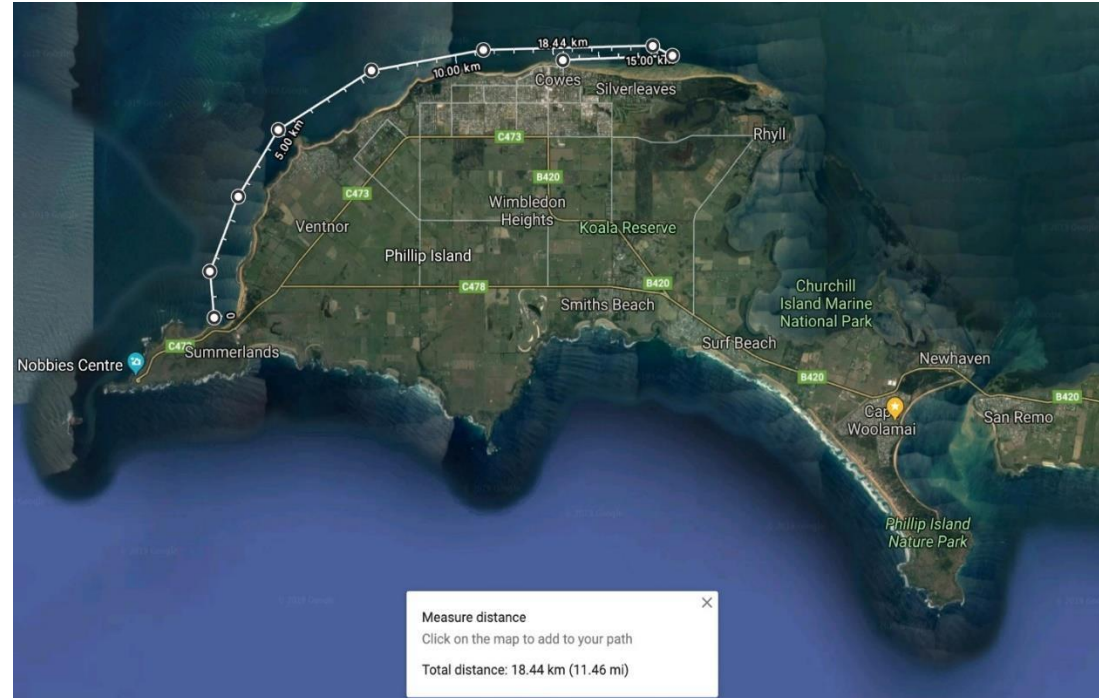 18.44 km
10.00 km
15.00 k
5.00 km
0
Cowes
Silverleaves
Rhyll
C473
B420
C473
Wimbledon
Heights
Ventnor
Koala Reserve
Phillip Island
C478
B420
Churchill
Island Marine
National Park
Smiths Beach
Surf Beach
Summerlands
Nobbies Centre
Newhaven
B420
B420
Cap
Woolamai
San Remo
Phillip Island
Nature Park
Measure distance
Click on the map to add to your path
Total distance: 18.44 km (11.46 mi)